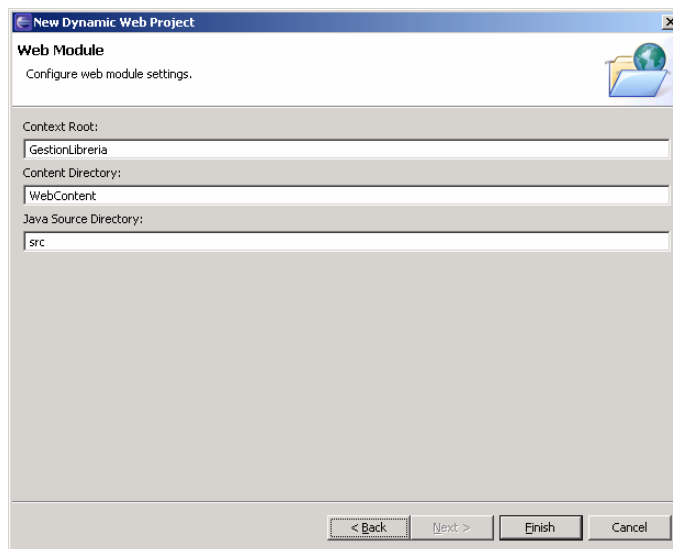 New Dynamic Web Project
Web Module
Configure web module settings.
Context Root:
GestionLibreria
Content Directory:
WebContent
Java Source Directory:
src
< Back Next > Finish Cancel